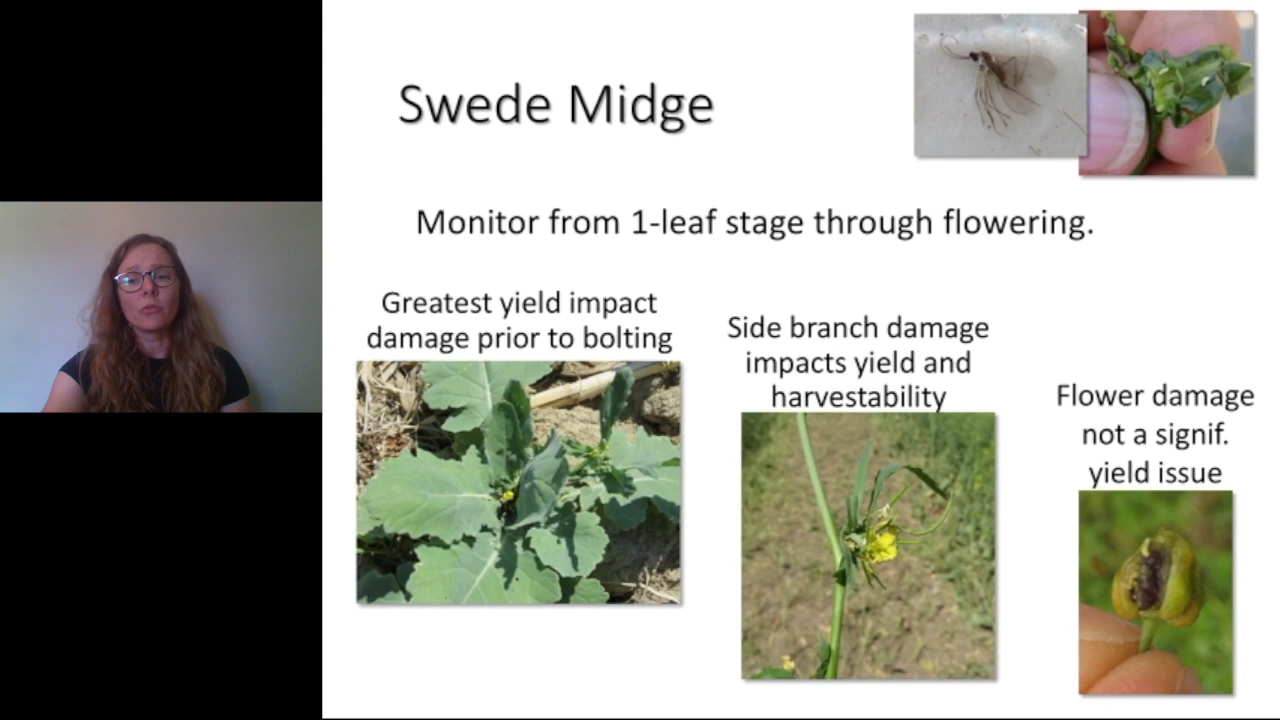 Swede Midge
Monitor from 1-leaf stage through flowering.
Greatest yield impact
damage prior to bolting
Side branch damage
impacts yield and
harvestability
Flower damage
not a signif.
yield issue